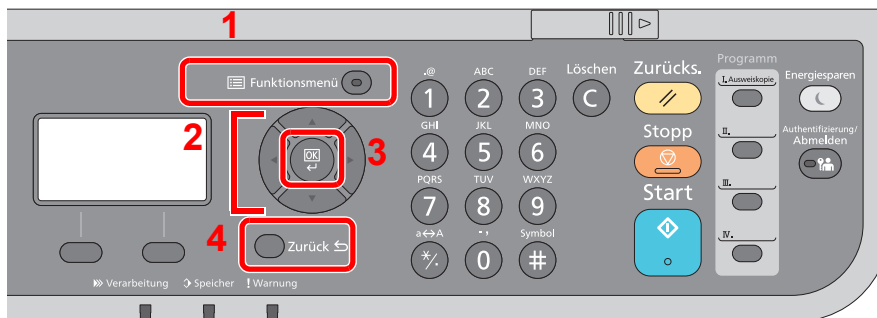 1
Funktionsmenü
2
OK
3
4
Zurück
Verarbeitung
Speicher
! Warnung
.@
1
ABC
2
DEF
3
Löschen
C
GHI
4
JKL
5
MNO
6
PQRS
7
TUV
8
WXYZ
9
a↔A
*/.
0
Symbol
#
Zurücks.
Stopp
Start
Programm
I. Ausweiskopie
II.
III.
IV.
Energiesparen
Authentifizierung/
Abmelden